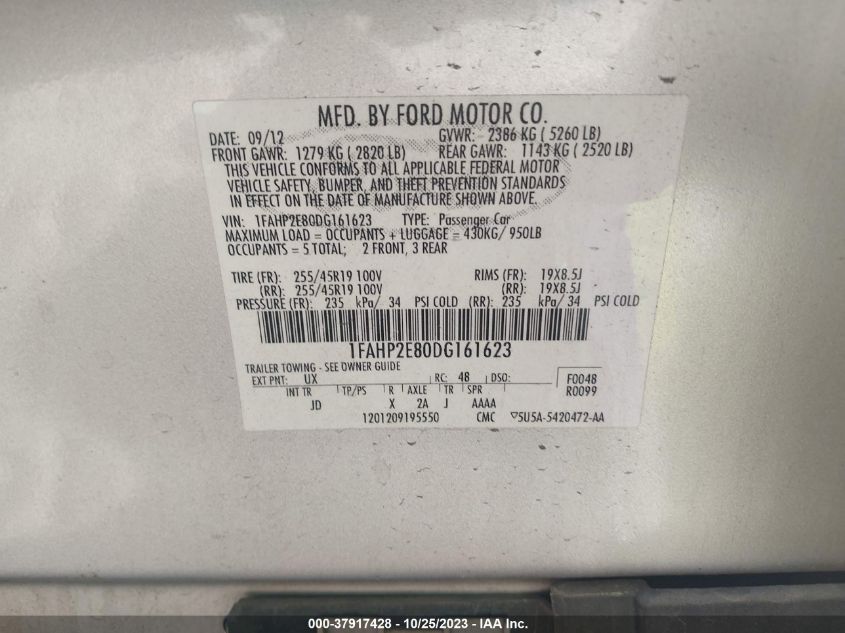 MFD. BY FORD MOTOR CO.
DATE: 09/12 GVWR: 2386 KG ( 5260 LB)
FRONT GAWR: 1279 KG ( 2820 LB) REAR GAWR: 1143 KG ( 2520 LB)
THIS VEHICLE CONFORMS TO ALL APPLICABLE FEDERAL MOTOR
VEHICLE SAFETY, BUMPER, AND THEFT PREVENTION STANDARDS
IN EFFECT ON THE DATE OF MANUFACTURE SHOWN ABOVE.
VIN: 1FAHP2E80DG161623 TYPE: Passenger Car
MAXIMUM LOAD = OCCUPANTS + LUGGAGE = 430KG/ 950LB
OCCUPANTS = 5 TOTAL; 2 FRONT, 3 REAR
TIRE (FR): 255/45R19 100V RIMS (FR): 19X8.5J
(RR): 255/45R19 100V (RR): 19X8.5J
PRESSURE (FR): 235 kPa/ 34 PSI COLD (RR): 235 kPa/ 34 PSI COLD
1FAHP2E80DG161623
TRAILER TOWING - SEE OWNER GUIDE
EXT PNT: UX RC: 48 DSO: F0048
INT TR TP/PS R AXLE TR SPR R0099
JD X 2A J AAAA
1201209195550 CMC 5U5A-5420472-AA
000-37917428 - 10/25/2023 - IAA Inc.